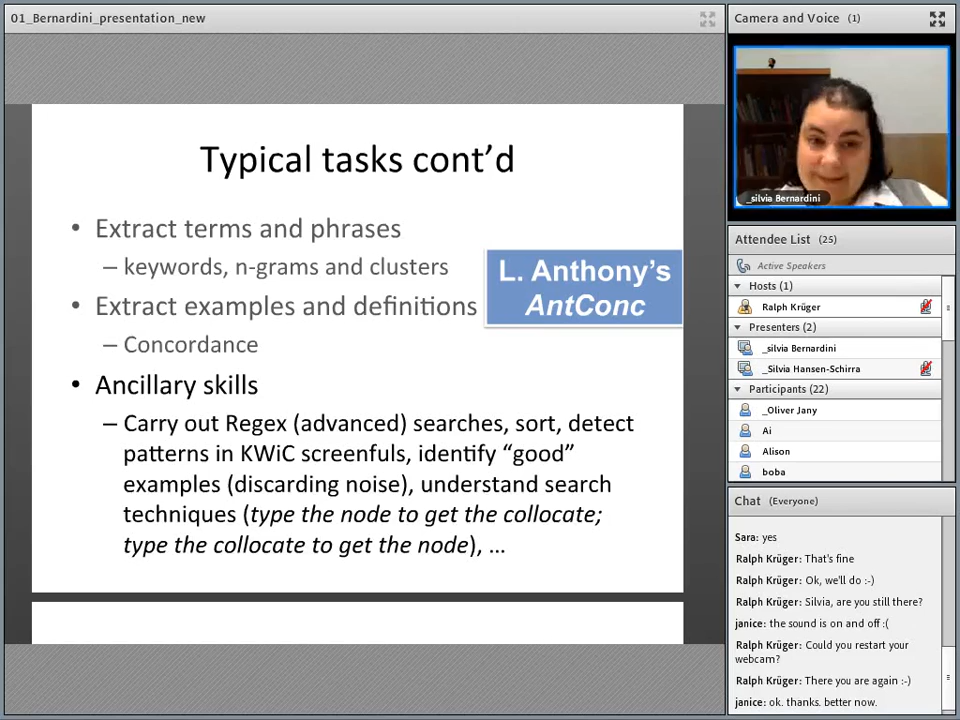 01_Bernardini_presentation_new
Typical tasks cont’d
• Extract terms and phrases
– keywords, n-grams and clusters
• Extract examples and definitions
– Concordance
L. Anthony’s
AntConc
• Ancillary skills
– Carry out Regex (advanced) searches, sort, detect
patterns in KWiC screenfuls, identify “good”
examples (discarding noise), understand search
techniques (type the node to get the collocate;
type the collocate to get the node), …
Camera and Voice (1)
_silvia Bernardini
Attendee List (25)
Active Speakers
Hosts (1)
Ralph Krüger
Presenters (2)
_silvia Bernardini
_Silvia Hansen-Schirra
Participants (22)
_Oliver Jany
Ai
Alison
boba
Chat (Everyone)
Sara: yes
Ralph Krüger: That's fine
Ralph Krüger: Ok, we'll do :-)
Ralph Krüger: Silvia, are you still there?
janice: the sound is on and off :(
Ralph Krüger: Could you restart your
webcam?
Ralph Krüger: There you are again :-)
janice: ok. thanks. better now.